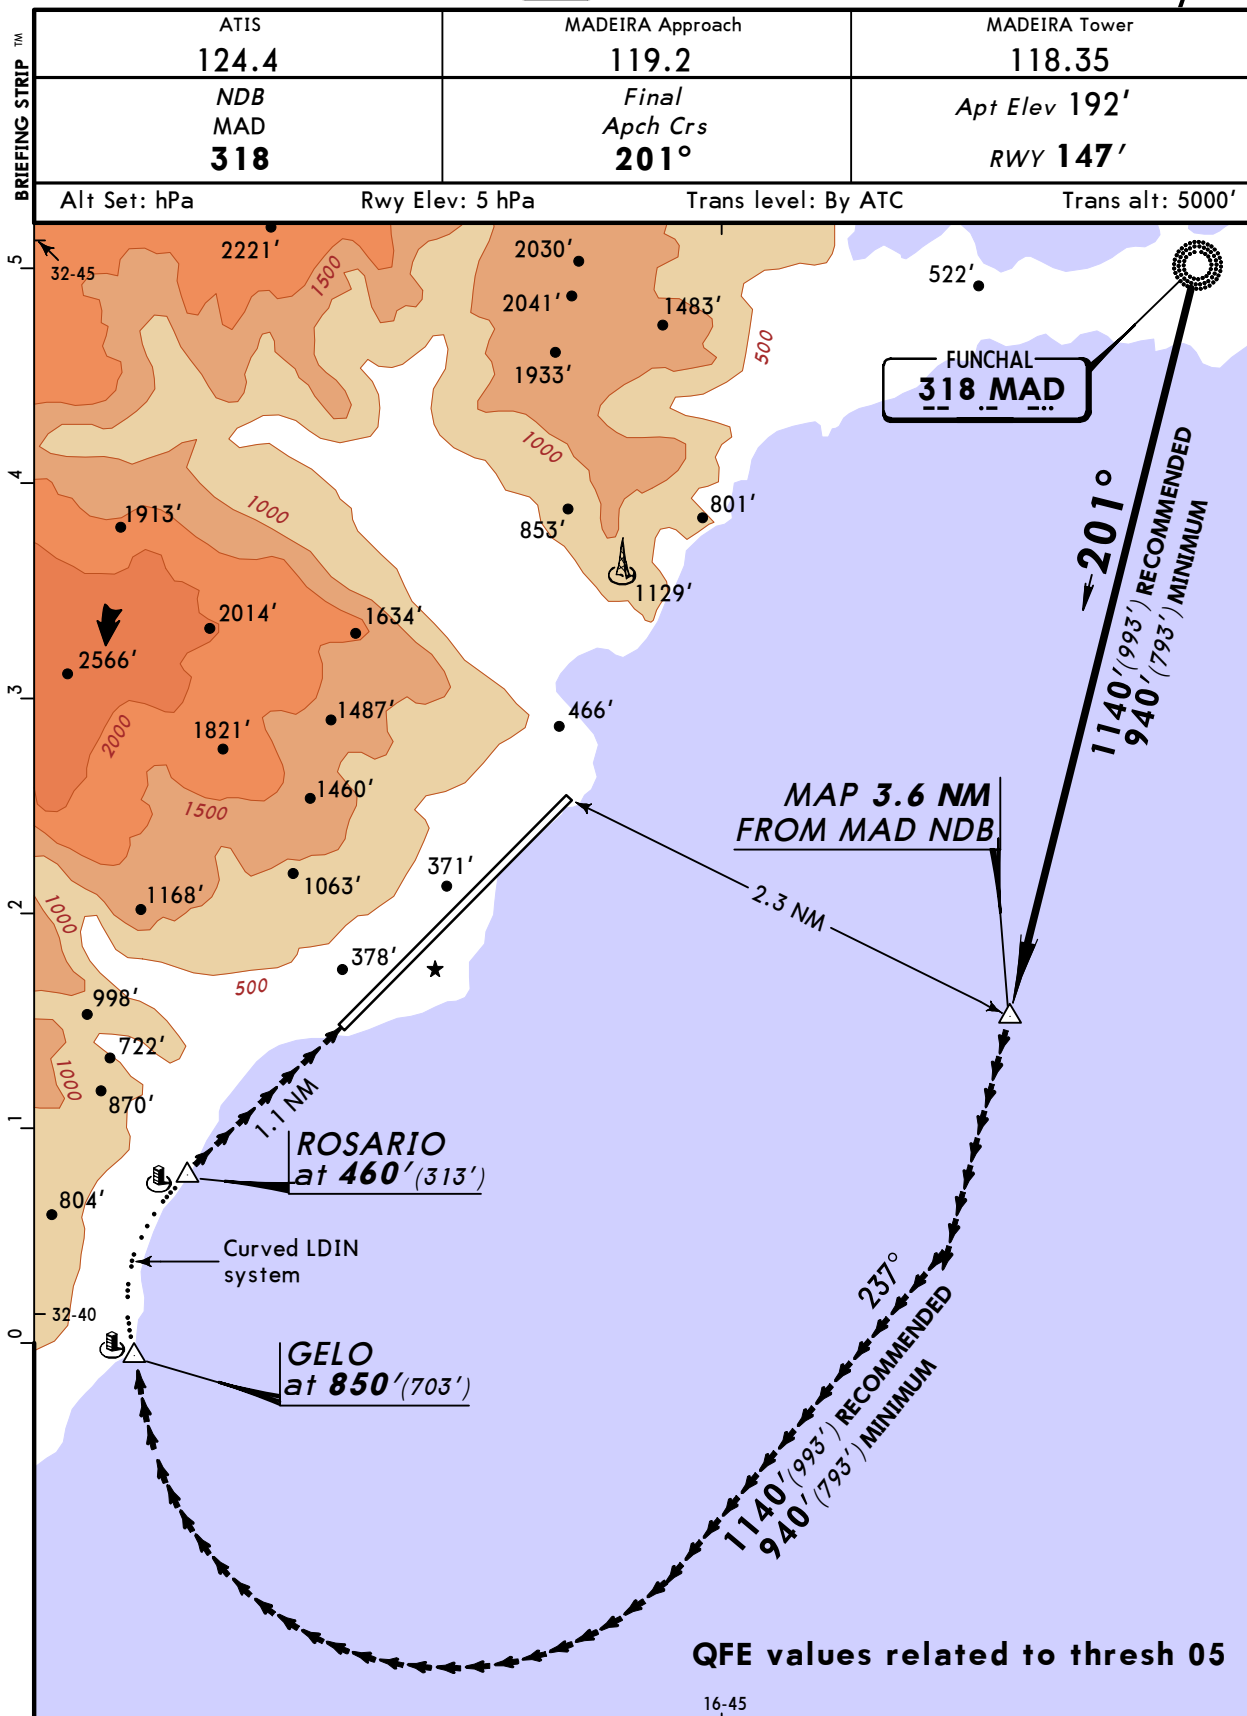 BRIEFING STRIP ™
ATIS
124.4
MADEIRA Approach
119.2
MADEIRA Tower
118.35
NDB
MAD
318
Final
Apch Crs
201°
Apt Elev 192'
RWY 147'
Alt Set: hPa
Rwy Elev: 5 hPa
Trans level: By ATC
Trans alt: 5000'
5
32-45
2221'
1500
2030'
2041'
1483'
1933'
500
522'
FUNCHAL
318 MAD
4
1000
1000
1913'
853'
801'
1129'
201°
1140'(993') RECOMMENDED
940'(793') MINIMUM
2014'
1634'
2566'
3
2000
1821'
1487'
466'
1460'
1500
MAP 3.6 NM
FROM MAD NDB
2.3 NM
371'
1063'
1168'
1000
2
378'
500
998'
722'
1000
870'
1
1.1 NM
ROSARIO
at 460'(313')
804'
Curved LDIN
system
237°
32-40
0
GELO
at 850'(703')
1140'(993') RECOMMENDED
940'(793') MINIMUM
QFE values related to thresh 05
16-45